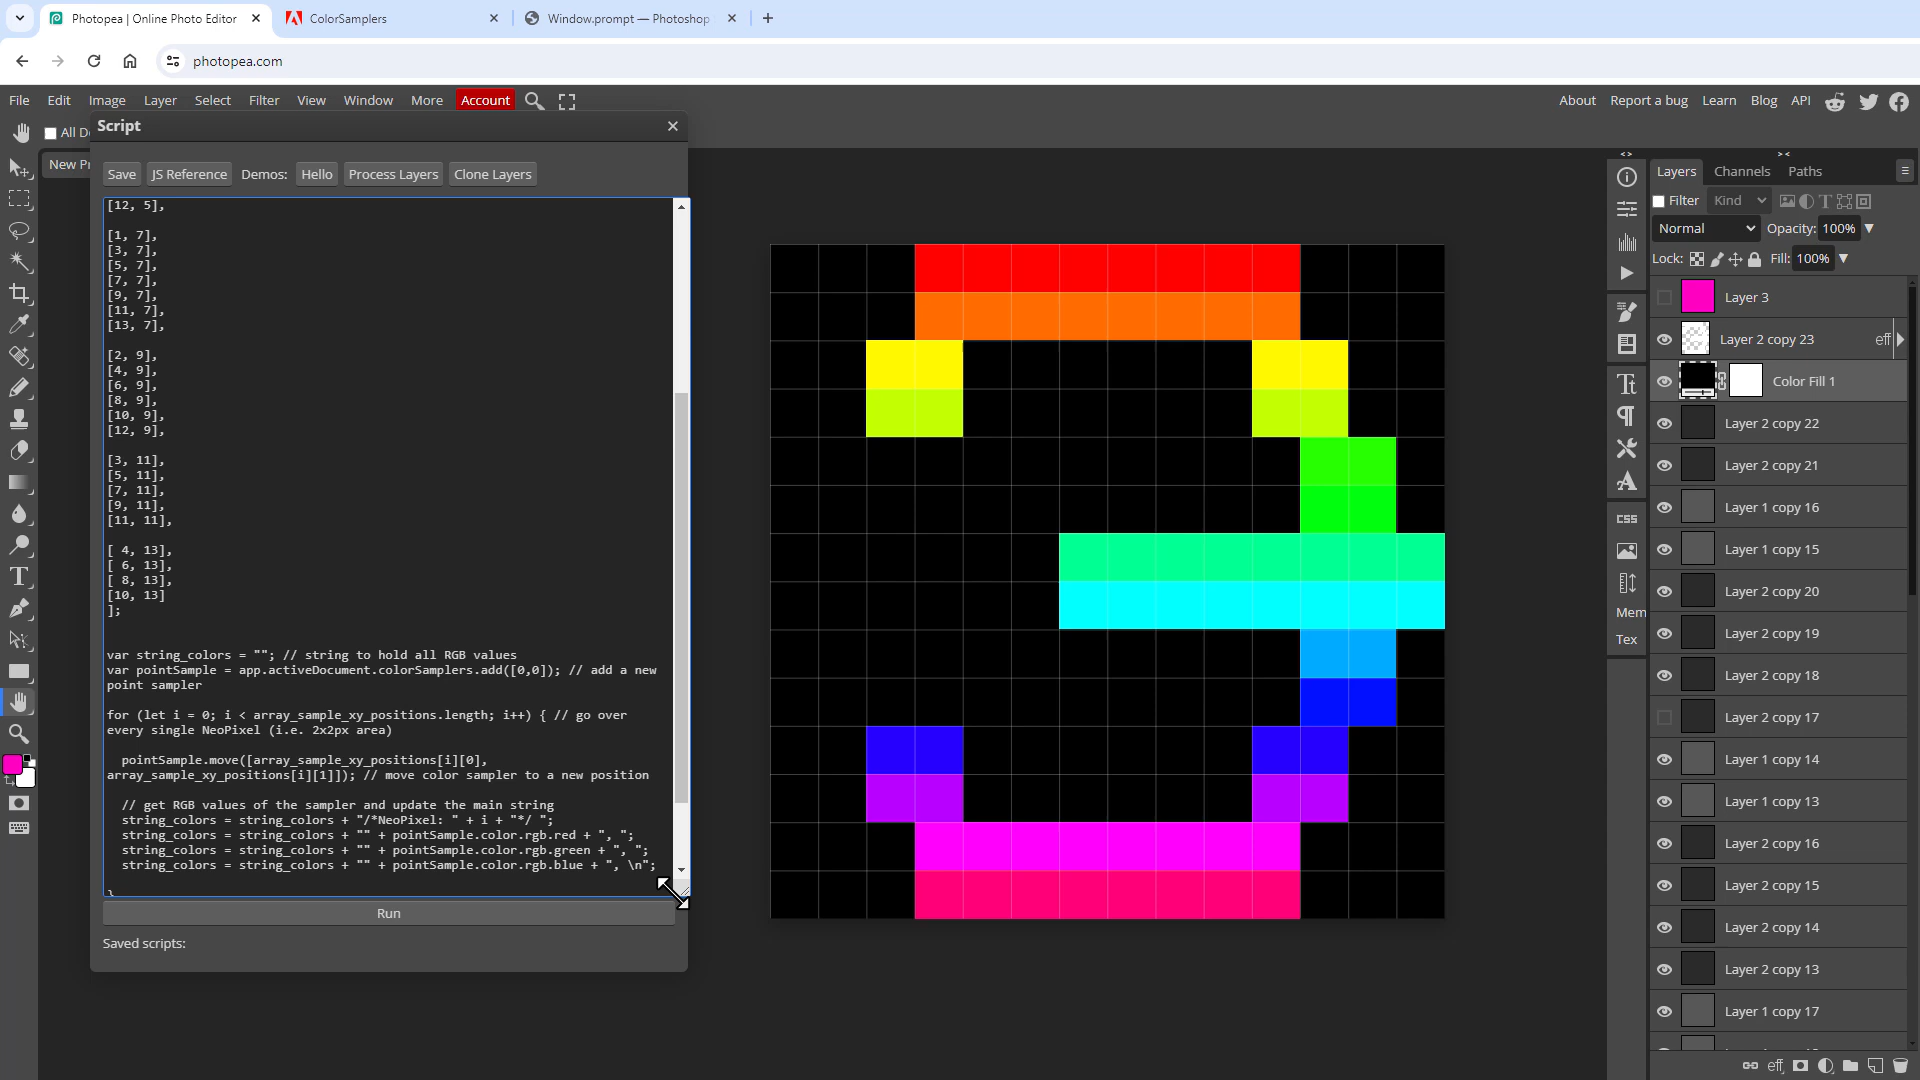 Photopea | Online Photo Editor
ColorSamplers
Window.prompt — Photoshop
photopea.com
File Edit Image Layer Select Filter View Window More Account
About Report a bug Learn Blog API
All De
New Pr
Script
Save JS Reference Demos: Hello Process Layers Clone Layers
[12, 5],
[1, 7],
[3, 7],
[5, 7],
[7, 7],
[9, 7],
[11, 7],
[13, 7],
[2, 9],
[4, 9],
[6, 9],
[8, 9],
[10, 9],
[12, 9],
[3, 11],
[5, 11],
[7, 11],
[9, 11],
[11, 11],
[ 4, 13],
[ 6, 13],
[ 8, 13],
[10, 13]
];
var string_colors = ""; // string to hold all RGB values
var pointSample = app.activeDocument.colorSamplers.add([0,0]); // add a new
point sampler
for (let i = 0; i < array_sample_xy_positions.length; i++) { // go over
every single NeoPixel (i.e. 2x2px area)
pointSample.move([array_sample_xy_positions[i][0],
array_sample_xy_positions[i][1]]); // move color sampler to a new position
// get RGB values of the sampler and update the main string
string_colors = string_colors + "/*NeoPixel: " + i + "*/ ";
string_colors = string_colors + "" + pointSample.color.rgb.red + ", ";
string_colors = string_colors + "" + pointSample.color.rgb.green + ", ";
string_colors = string_colors + "" + pointSample.color.rgb.blue + ", \n";
}
Run
Saved scripts:
CSS
Mem
Tex
Layers Channels Paths
Filter Kind
Normal Opacity: 100%
Lock: Fill: 100%
Layer 3
Layer 2 copy 23 eff
Color Fill 1
Layer 2 copy 22
Layer 2 copy 21
Layer 1 copy 16
Layer 1 copy 15
Layer 2 copy 20
Layer 2 copy 19
Layer 2 copy 18
Layer 2 copy 17
Layer 1 copy 14
Layer 1 copy 13
Layer 2 copy 16
Layer 2 copy 15
Layer 2 copy 14
Layer 2 copy 13
Layer 1 copy 17
eff